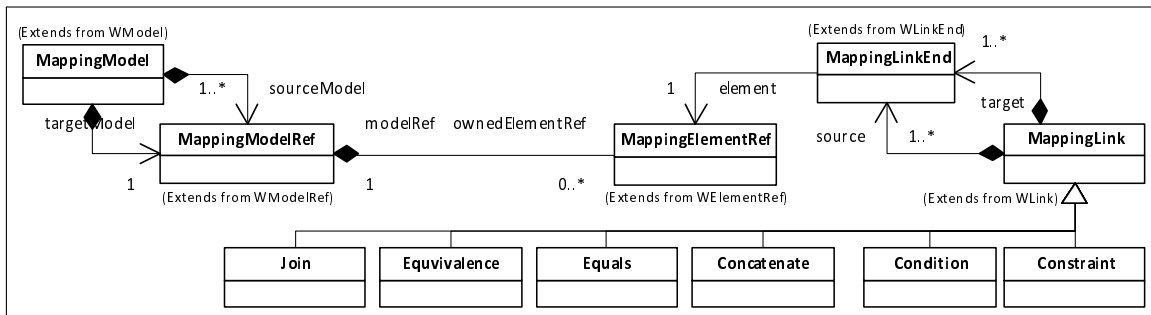 (Extends from WModel)
MappingModel
1..*
sourceModel
targetModel
MappingModelRef
1
(Extends from WModelRef)
modelRef
1
ownedElementRef
0..*
MappingElementRef
(Extends from WElementRef)
1
element
(Extends from WLinkEnd)
MappingLinkEnd
1..*
target
source
1..*
MappingLink
(Extends from WLink)
Join
Equvivalence
Equals
Concatenate
Condition
Constraint